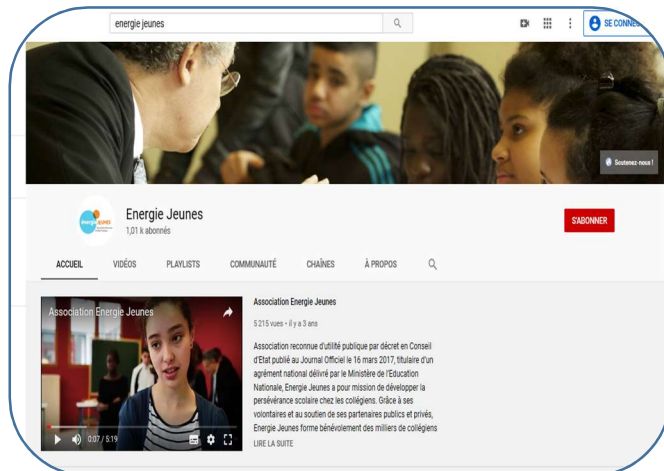 energie jeunes
SE CONNE
Soutenez-nous !
Energie Jeunes
1,01 k abonnés
S'ABONNER
ACCUEIL VIDÉOS PLAYLISTS COMMUNAUTÉ CHAÎNES À PROPOS
Association Energie Jeunes
0:07 / 5:19
Association Energie Jeunes
5 215 vues • il y a 3 ans
Association reconnue d'utilité publique par décret en Conseil
d'Etat publié au Journal Officiel le 16 mars 2017, titulaire d'un
agrément national délivré par le Ministère de l'Education
Nationale, Energie Jeunes a pour mission de développer la
persévérance scolaire chez les collégiens. Grâce à ses
volontaires et au soutien de ses partenaires publics et privés,
Energie Jeunes forme bénévolement des milliers de collégiens
LIRE LA SUITE